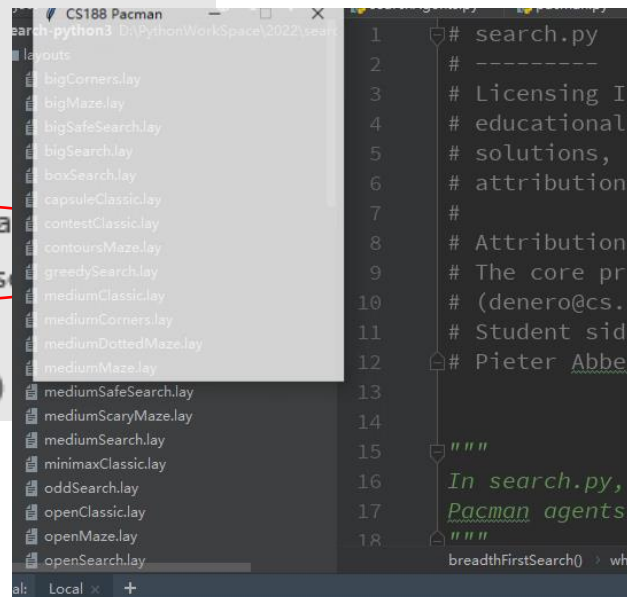 CS188 Pacman
earch-python3 D:\PythonWorkSpace\2022\sear
layouts
bigCorners.lay
bigMaze.lay
bigSafeSearch.lay
bigSearch.lay
boxSearch.lay
capsuleClassic.lay
contestClassic.lay
contoursMaze.lay
greedySearch.lay
mediumClassic.lay
mediumCorners.lay
mediumDottedMaze.lay
mediumMaze.lay
mediumSafeSearch.lay
mediumScaryMaze.lay
mediumSearch.lay
minimaxClassic.lay
oddSearch.lay
openClassic.lay
openMaze.lay
openSearch.lay
1 # search.py
2 # ---------
3 # Licensing I
4 # educational
5 # solutions,
6 # attribution
7 #
8 # Attribution
9 # The core pr
10 # (denero@cs.
11 # Student sid
12 # Pieter Abbe
13
14
15 """
16 In search.py,
17 Pacman agents
18 """
breadthFirstSearch() › wh
al: Local × +